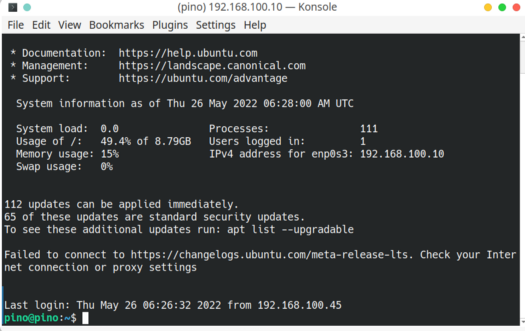 (pino) 192.168.100.10 — Konsole
File Edit View Bookmarks Plugins Settings Help
* Documentation: https://help.ubuntu.com
* Management: https://landscape.canonical.com
* Support: https://ubuntu.com/advantage
System information as of Thu 26 May 2022 06:28:00 AM UTC
System load: 0.0 Processes: 111
Usage of /: 49.4% of 8.79GB Users logged in: 1
Memory usage: 15% IPv4 address for enp0s3: 192.168.100.10
Swap usage: 0%
112 updates can be applied immediately.
65 of these updates are standard security updates.
To see these additional updates run: apt list --upgradable
Failed to connect to https://changelogs.ubuntu.com/meta-release-lts. Check your Inter
net connection or proxy settings
Last login: Thu May 26 06:26:32 2022 from 192.168.100.45
pino@pino:~$